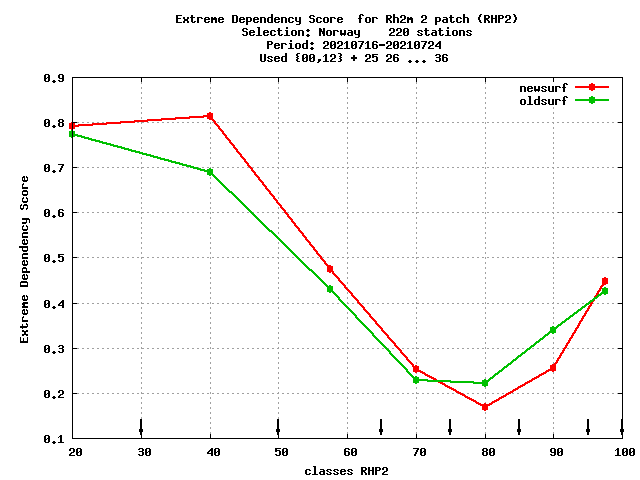 Extreme Dependency Score  for Rh2m 2 patch (RHP2)
Selection: Norway    220 stations
Period: 20210716-20210724
Used {00,12} + 25 26 ... 36
newsurf
oldsurf
0.9
0.8
0.7
0.6
0.5
0.4
0.3
0.2
0.1
Extreme Dependency Score
20 30 40 50 60 70 80 90 100
classes RHP2